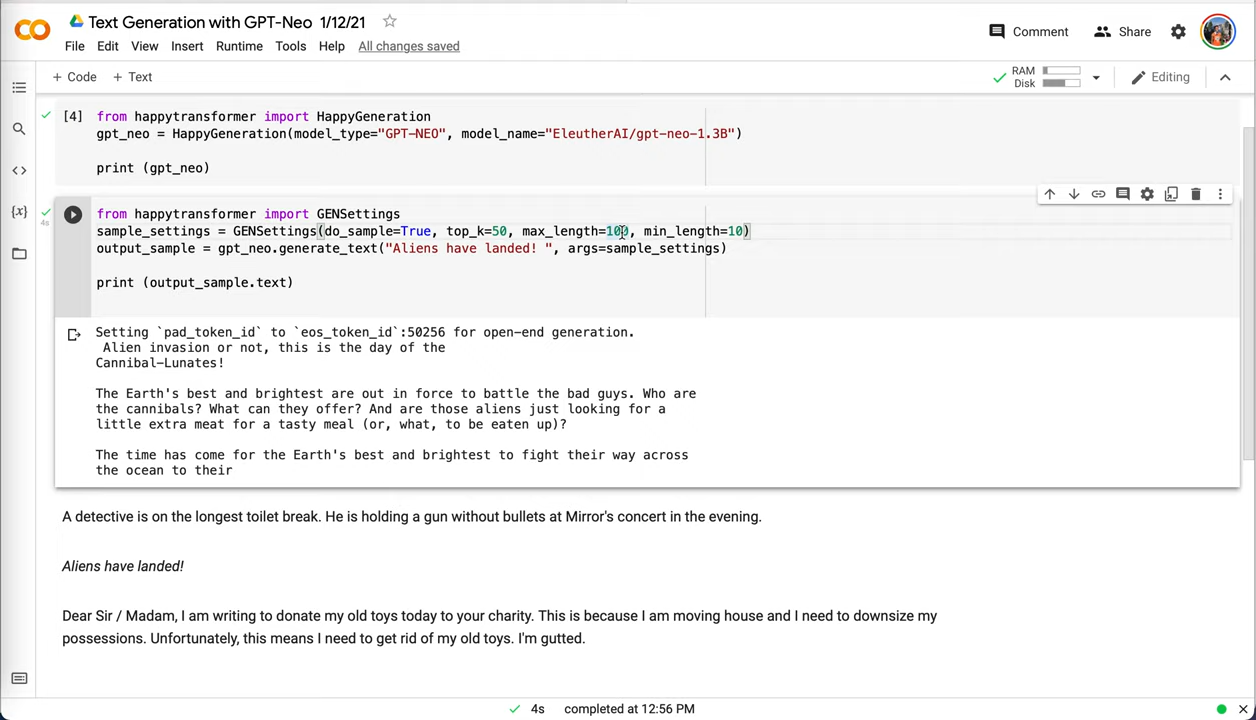 Text Generation with GPT-Neo 1/12/21
Comment
Share
File Edit View Insert Runtime Tools Help All changes saved
+ Code + Text
RAM
Disk
Editing
[4] from happytransformer import HappyGeneration
gpt_neo = HappyGeneration(model_type="GPT-NEO", model_name="EleutherAI/gpt-neo-1.3B")
print (gpt_neo)
4s
from happytransformer import GENSettings
sample_settings = GENSettings(do_sample=True, top_k=50, max_length=100, min_length=10)
output_sample = gpt_neo.generate_text("Aliens have landed! ", args=sample_settings)
print (output_sample.text)
Setting `pad_token_id` to `eos_token_id`:50256 for open-end generation.
Alien invasion or not, this is the day of the
Cannibal-Lunates!
The Earth's best and brightest are out in force to battle the bad guys. Who are
the cannibals? What can they offer? And are those aliens just looking for a
little extra meat for a tasty meal (or, what, to be eaten up)?
The time has come for the Earth's best and brightest to fight their way across
the ocean to their
A detective is on the longest toilet break. He is holding a gun without bullets at Mirror's concert in the evening.
Aliens have landed!
Dear Sir / Madam, I am writing to donate my old toys today to your charity. This is because I am moving house and I need to downsize my
possessions. Unfortunately, this means I need to get rid of my old toys. I'm gutted.
4s completed at 12:56 PM